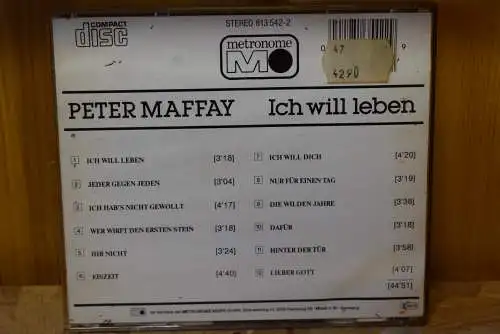 COMPACT
disc
STEREO 813 542-2
metronome
M
0
47
9
4290
PETER MAFFAY Ich will leben
1 ICH WILL LEBEN [3'18]
2 JEDER GEGEN JEDEN [3'04]
3 ICH HAB'S NICHT GEWOLLT [4'17]
4 WER WIRFT DEN ERSTEN STEIN [3'18]
5 HIR NICHT [3'24]
6 EISZEIT [4'40]
7 ICH WILL DICH [4'20]
8 NUR FÜR EINEN TAG [3'19]
9 DIE WILDEN JAHRE [3'38]
10 DAFÜR [3'18]
11 HINTER DER TÜR [3'58]
12 LIEBER GOTT [4'07]
[44'51]